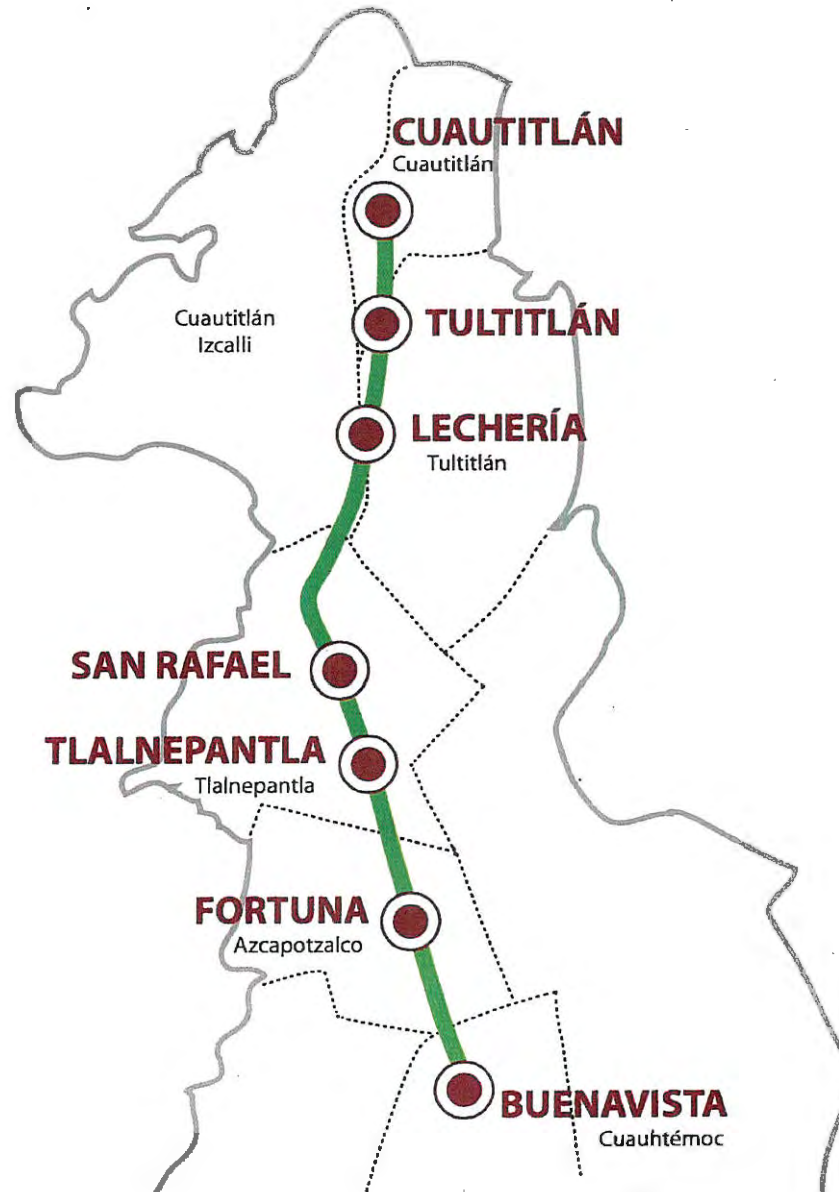 CUAUTITLÁN
Cuautitlán
Cuautitlán
Izcalli
TULTITLÁN
LECHERÍA
Tultitlán
SAN RAFAEL
TLALNEPANTLA
Tlalnepantla
FORTUNA
Azcapotzalco
BUENAVISTA
Cuauhtémoc